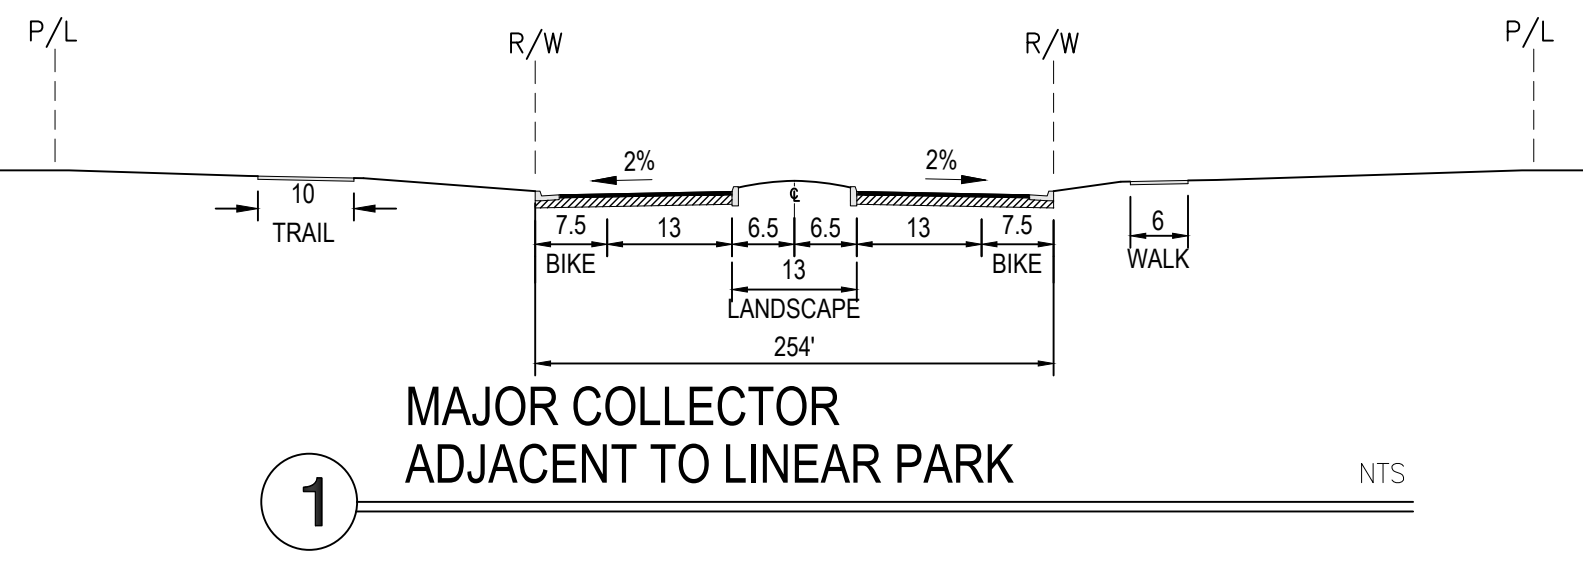 P/L
R/W
R/W
P/L
2%
2%
℄
10
TRAIL
7.5
13
6.5
6.5
13
7.5
6
BIKE
BIKE
WALK
13
LANDSCAPE
254'
MAJOR COLLECTOR
ADJACENT TO LINEAR PARK
1
NTS